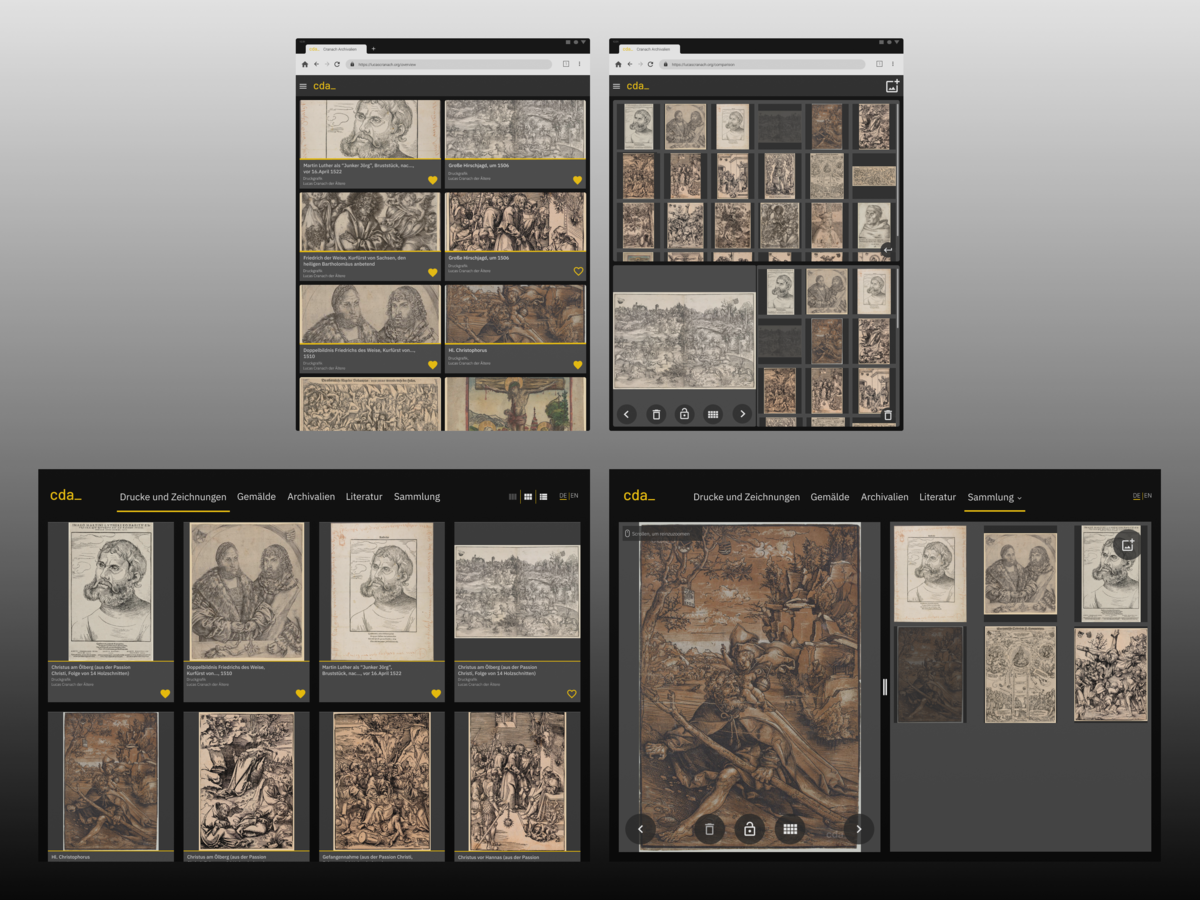 cda_ Cranach Archivalien
+
cda_
Martin Luther als "Junker Jörg", Bruststück, nac...,
vor 16.April 1522
Druckgrafik
Lucas Cranach der Ältere
Große Hirschjagd, um 1506
Druckgrafik
Lucas Cranach der Ältere
Friedrich der Weise, Kurfürst von Sachsen, den
heiligen Bartholomäus anbetend
Druckgrafik
Lucas Cranach der Ältere
Große Hirschjagd, um 1506
Druckgrafik
Lucas Cranach der Ältere
Doppelbildnis Friedrichs des Weise, Kurfürst von...,
1510
Druckgrafik
Lucas Cranach der Ältere
Hl. Christophorus
Druckgrafik
Lucas Cranach der Ältere
cda_ Cranach Archivalien
cda_
cda_
Drucke und Zeichnungen Gemälde Archivalien Literatur Sammlung
DE|EN
Christus am Ölberg (aus der Passion
Christi, Folge von 14 Holzschnitten)
Druckgrafik
Lucas Cranach der Ältere
Doppelbildnis Friedrichs des Weise,
Kurfürst von..., 1510
Druckgrafik
Lucas Cranach der Ältere
Martin Luther als "Junker Jörg",
Bruststück, nac..., vor 16.April 1522
Druckgrafik
Lucas Cranach der Ältere
Christus am Ölberg (aus der Passion
Christi, Folge von 14 Holzschnitten)
Druckgrafik
Lucas Cranach der Ältere
Hl. Christophorus
Christus am Ölberg (aus der Passion
Gefangennahme (aus der Passion Christi,
Christus vor Hannas (aus der Passion
cda_
Drucke und Zeichnungen Gemälde Archivalien Literatur Sammlung
DE|EN
Scrollen, um reinzuzoomen